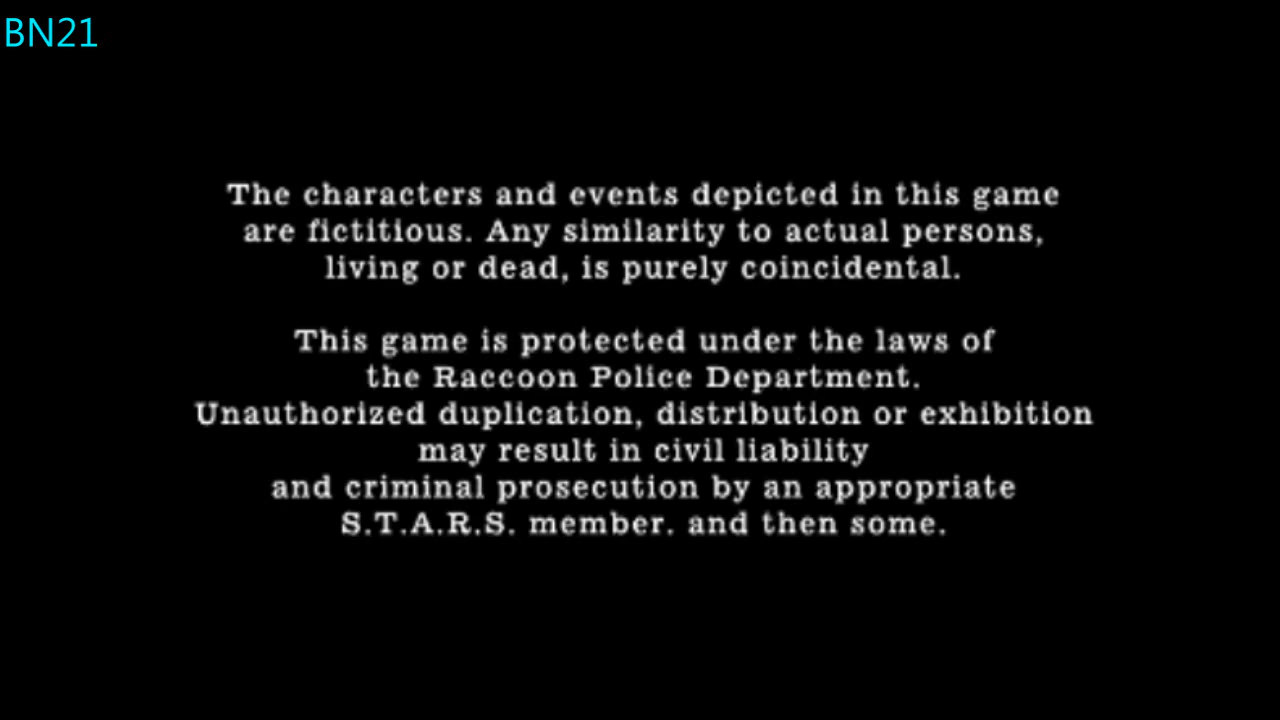 BN21
The characters and events depicted in this game
are fictitious. Any similarity to actual persons,
living or dead, is purely coincidental.
This game is protected under the laws of
the Raccoon Police Department.
Unauthorized duplication, distribution or exhibition
may result in civil liability
and criminal prosecution by an appropriate
S.T.A.R.S. member. and then some.